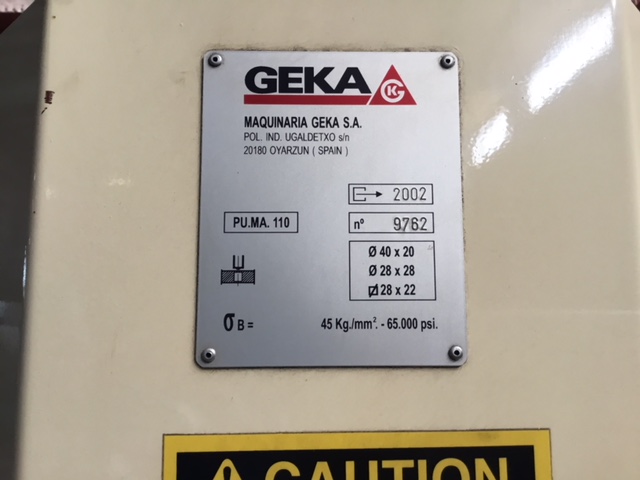 GEKA
GK
MAQUINARIA GEKA S.A.
POL. IND. UGALDETXO s/n
20180 OYARZUN ( SPAIN )
2002
PU.MA. 110
nº 9762
Ø 40 x 20
Ø 28 x 28
28 x 22
σ B = 45 Kg./mm². - 65.000 psi.
CAUTION